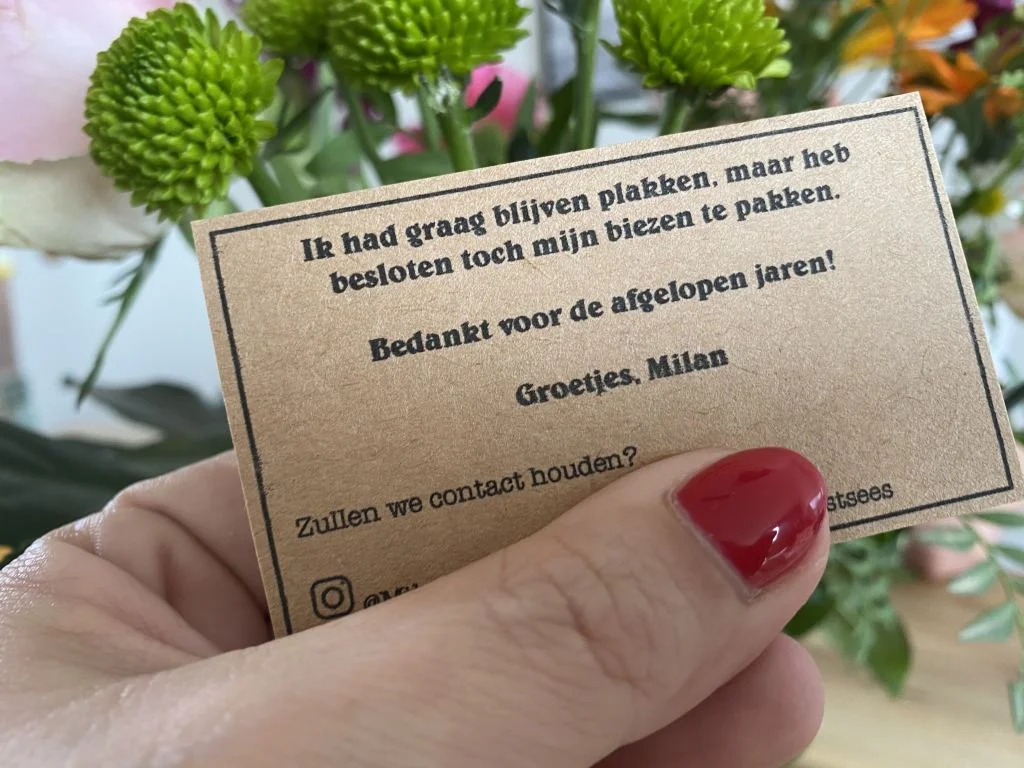 Ik had graag blijven plakken, maar heb
besloten toch mijn biezen te pakken.
Bedankt voor de afgelopen jaren!
Groetjes, Milan
Zullen we contact houden?